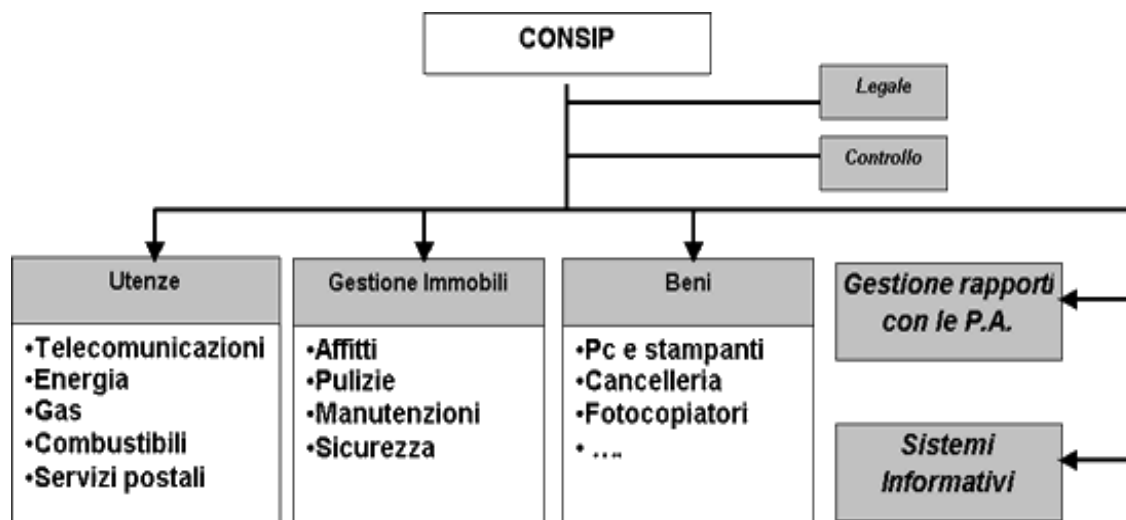 CONSIP
Legale
Controllo
Utenze
•Telecomunicazioni
•Energia
•Gas
•Combustibili
•Servizi postali
Gestione Immobili
•Affitti
•Pulizie
•Manutenzioni
•Sicurezza
Beni
•Pc e stampanti
•Cancelleria
•Fotocopiatori
• ....
Gestione rapporti
con le P.A.
Sistemi
Informativi